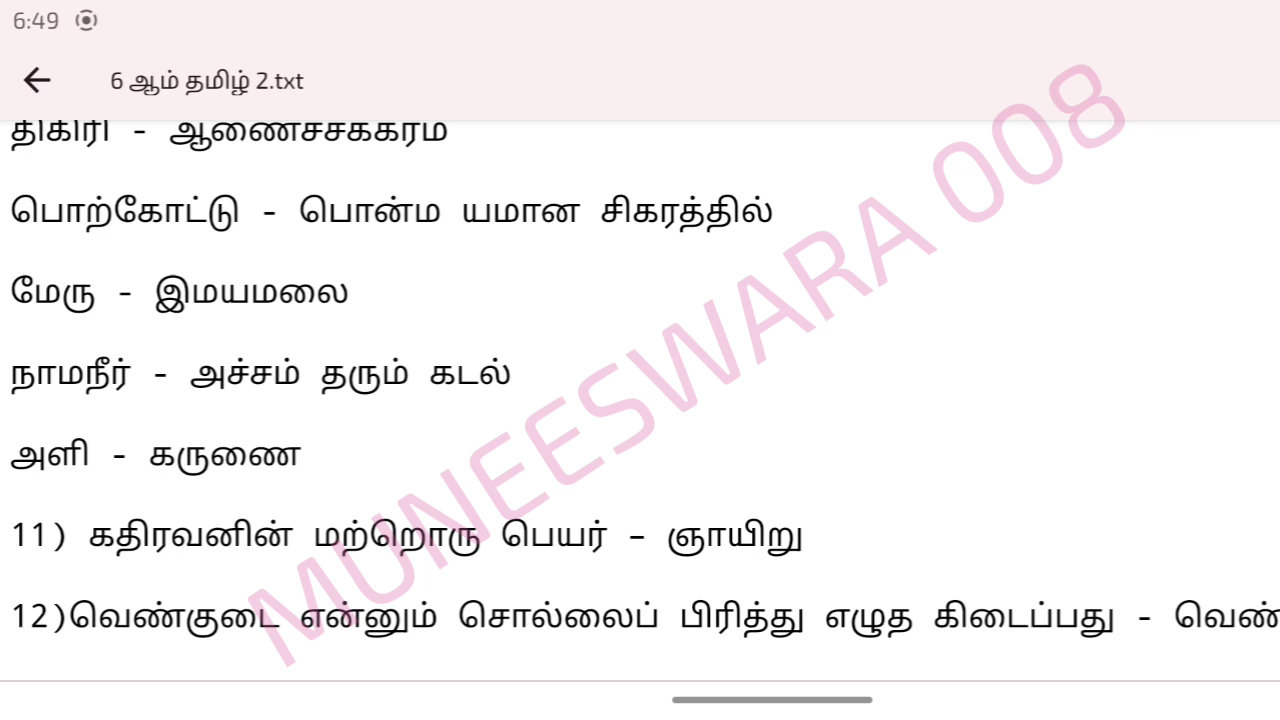 6:49
6 ஆம் தமிழ் 2.txt
திகிரி - ஆணைச்சக்கரம்
பொற்கோட்டு - பொன்ம யமான சிகரத்தில்
மேரு - இமயமலை
நாமநீர் - அச்சம் தரும் கடல்
அளி - கருணை
11) கதிரவனின் மற்றொரு பெயர் – ஞாயிறு
12)வெண்குடை என்னும் சொல்லைப் பிரித்து எழுத கிடைப்பது - வெண்
MUNEESWARA 008